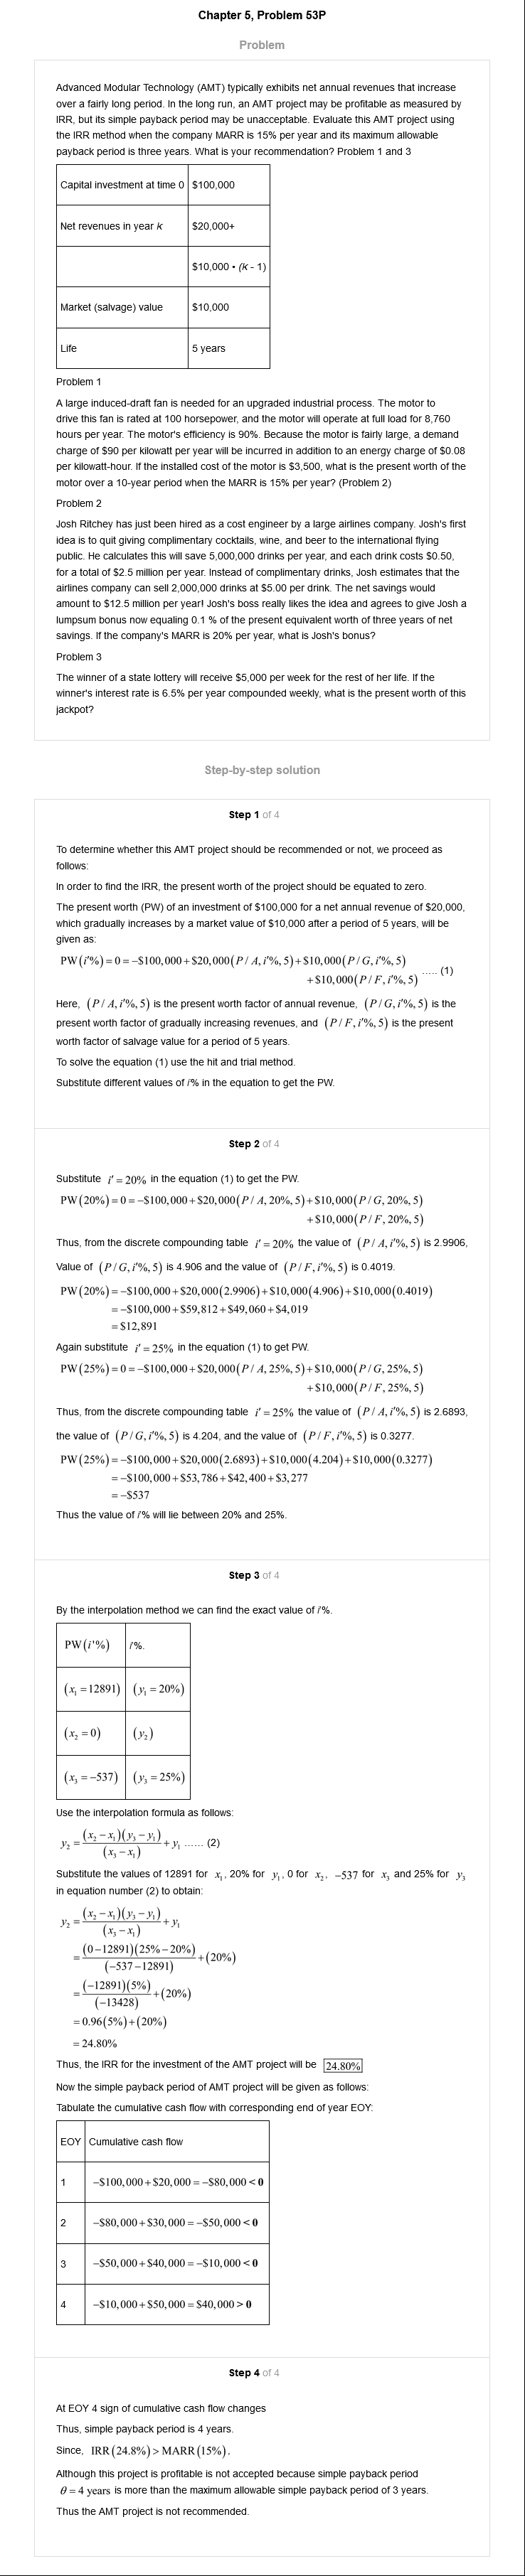 Chapter 5, Problem 53P
Problem
Advanced Modular Technology (AMT) typically exhibits net annual revenues that increase
over a fairly long period. In the long run, an AMT project may be profitable as measured by
IRR, but its simple payback period may be unacceptable. Evaluate this AMT project using
the IRR method when the company MARR is 15% per year and its maximum allowable
payback period is three years. What is your recommendation? Problem 1 and 3
Capital investment at time 0 $100,000
Net revenues in year k $20,000+
$10,000 • (k - 1)
Market (salvage) value $10,000
Life 5 years
Problem 1
A large induced-draft fan is needed for an upgraded industrial process. The motor to
drive this fan is rated at 100 horsepower, and the motor will operate at full load for 8,760
hours per year. The motor's efficiency is 90%. Because the motor is fairly large, a demand
charge of $90 per kilowatt per year will be incurred in addition to an energy charge of $0.08
per kilowatt-hour. If the installed cost of the motor is $3,500, what is the present worth of the
motor over a 10-year period when the MARR is 15% per year? (Problem 2)
Problem 2
Josh Ritchey has just been hired as a cost engineer by a large airlines company. Josh's first
idea is to quit giving complimentary cocktails, wine, and beer to the international flying
public. He calculates this will save 5,000,000 drinks per year, and each drink costs $0.50,
for a total of $2.5 million per year. Instead of complimentary drinks, Josh estimates that the
airlines company can sell 2,000,000 drinks at $5.00 per drink. The net savings would
amount to $12.5 million per year! Josh's boss really likes the idea and agrees to give Josh a
lumpsum bonus now equaling 0.1 % of the present equivalent worth of three years of net
savings. If the company's MARR is 20% per year, what is Josh's bonus?
Problem 3
The winner of a state lottery will receive $5,000 per week for the rest of her life. If the
winner's interest rate is 6.5% per year compounded weekly, what is the present worth of this
jackpot?
Step-by-step solution
Step 1 of 4
To determine whether this AMT project should be recommended or not, we proceed as
follows:
In order to find the IRR, the present worth of the project should be equated to zero.
The present worth (PW) of an investment of $100,000 for a net annual revenue of $20,000,
which gradually increases by a market value of $10,000 after a period of 5 years, will be
given as:
PW(i'%)=0=−$100,000+$20,000(P/A,i'%,5)+$10,000(P/G,i'%,5)
+$10,000(P/F,i'%,5) ..... (1)
Here, (P/A,i'%,5) is the present worth factor of annual revenue, (P/G,i'%,5) is the
present worth factor of gradually increasing revenues, and (P/F,i'%,5) is the present
worth factor of salvage value for a period of 5 years.
To solve the equation (1) use the hit and trial method.
Substitute different values of i'% in the equation to get the PW.
Step 2 of 4
Substitute i'=20% in the equation (1) to get the PW.
PW(20%)=0=−$100,000+$20,000(P/A,20%,5)+$10,000(P/G,20%,5)
+$10,000(P/F,20%,5)
Thus, from the discrete compounding table i'=20% the value of (P/A,i'%,5) is 2.9906,
Value of (P/G,i'%,5) is 4.906 and the value of (P/F,i'%,5) is 0.4019.
PW(20%)=−$100,000+$20,000(2.9906)+$10,000(4.906)+$10,000(0.4019)
=−$100,000+$59,812+$49,060+$4,019
=$12,891
Again substitute i'=25% in the equation (1) to get PW.
PW(25%)=0=−$100,000+$20,000(P/A,25%,5)+$10,000(P/G,25%,5)
+$10,000(P/F,25%,5)
Thus, from the discrete compounding table i'=25% the value of (P/A,i'%,5) is 2.6893,
the value of (P/G,i'%,5) is 4.204, and the value of (P/F,i'%,5) is 0.3277.
PW(25%)=−$100,000+$20,000(2.6893)+$10,000(4.204)+$10,000(0.3277)
=−$100,000+$53,786+$42,400+$3,277
=−$537
Thus the value of i'% will lie between 20% and 25%.
Step 3 of 4
By the interpolation method we can find the exact value of i'%.
PW(i'%) i'%.
(x₁=12891) (y₁=20%)
(x₂=0) (y₂)
(x₃=−537) (y₃=25%)
Use the interpolation formula as follows:
y₂=(x₂−x₁)(y₃−y₁)/(x₃−x₁)+y₁ ...... (2)
Substitute the values of 12891 for x₁, 20% for y₁, 0 for x₂, −537 for x₃ and 25% for y₃
in equation number (2) to obtain:
y₂=(x₂−x₁)(y₃−y₁)/(x₃−x₁)+y₁
=(0−12891)(25%−20%)/(−537−12891)+(20%)
=(−12891)(5%)/(−13428)+(20%)
=0.96(5%)+(20%)
=24.80%
Thus, the IRR for the investment of the AMT project will be 24.80%
Now the simple payback period of AMT project will be given as follows:
Tabulate the cumulative cash flow with corresponding end of year EOY:
EOY Cumulative cash flow
1 −$100,000+$20,000=−$80,000<0
2 −$80,000+$30,000=−$50,000<0
3 −$50,000+$40,000=−$10,000<0
4 −$10,000+$50,000=$40,000>0
Step 4 of 4
At EOY 4 sign of cumulative cash flow changes
Thus, simple payback period is 4 years.
Since, IRR(24.8%)>MARR(15%).
Although this project is profitable is not accepted because simple payback period
θ=4 years is more than the maximum allowable simple payback period of 3 years.
Thus the AMT project is not recommended.